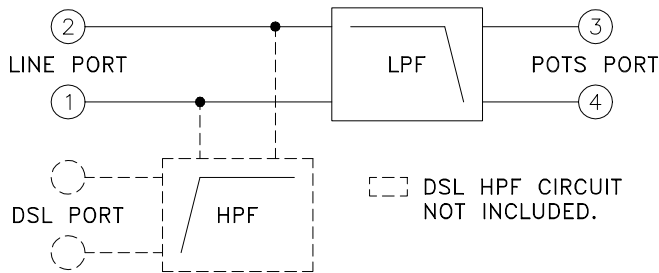 2
3
LINE PORT
LPF
POTS PORT
1
4
DSL PORT
HPF
DSL HPF CIRCUIT
NOT INCLUDED.